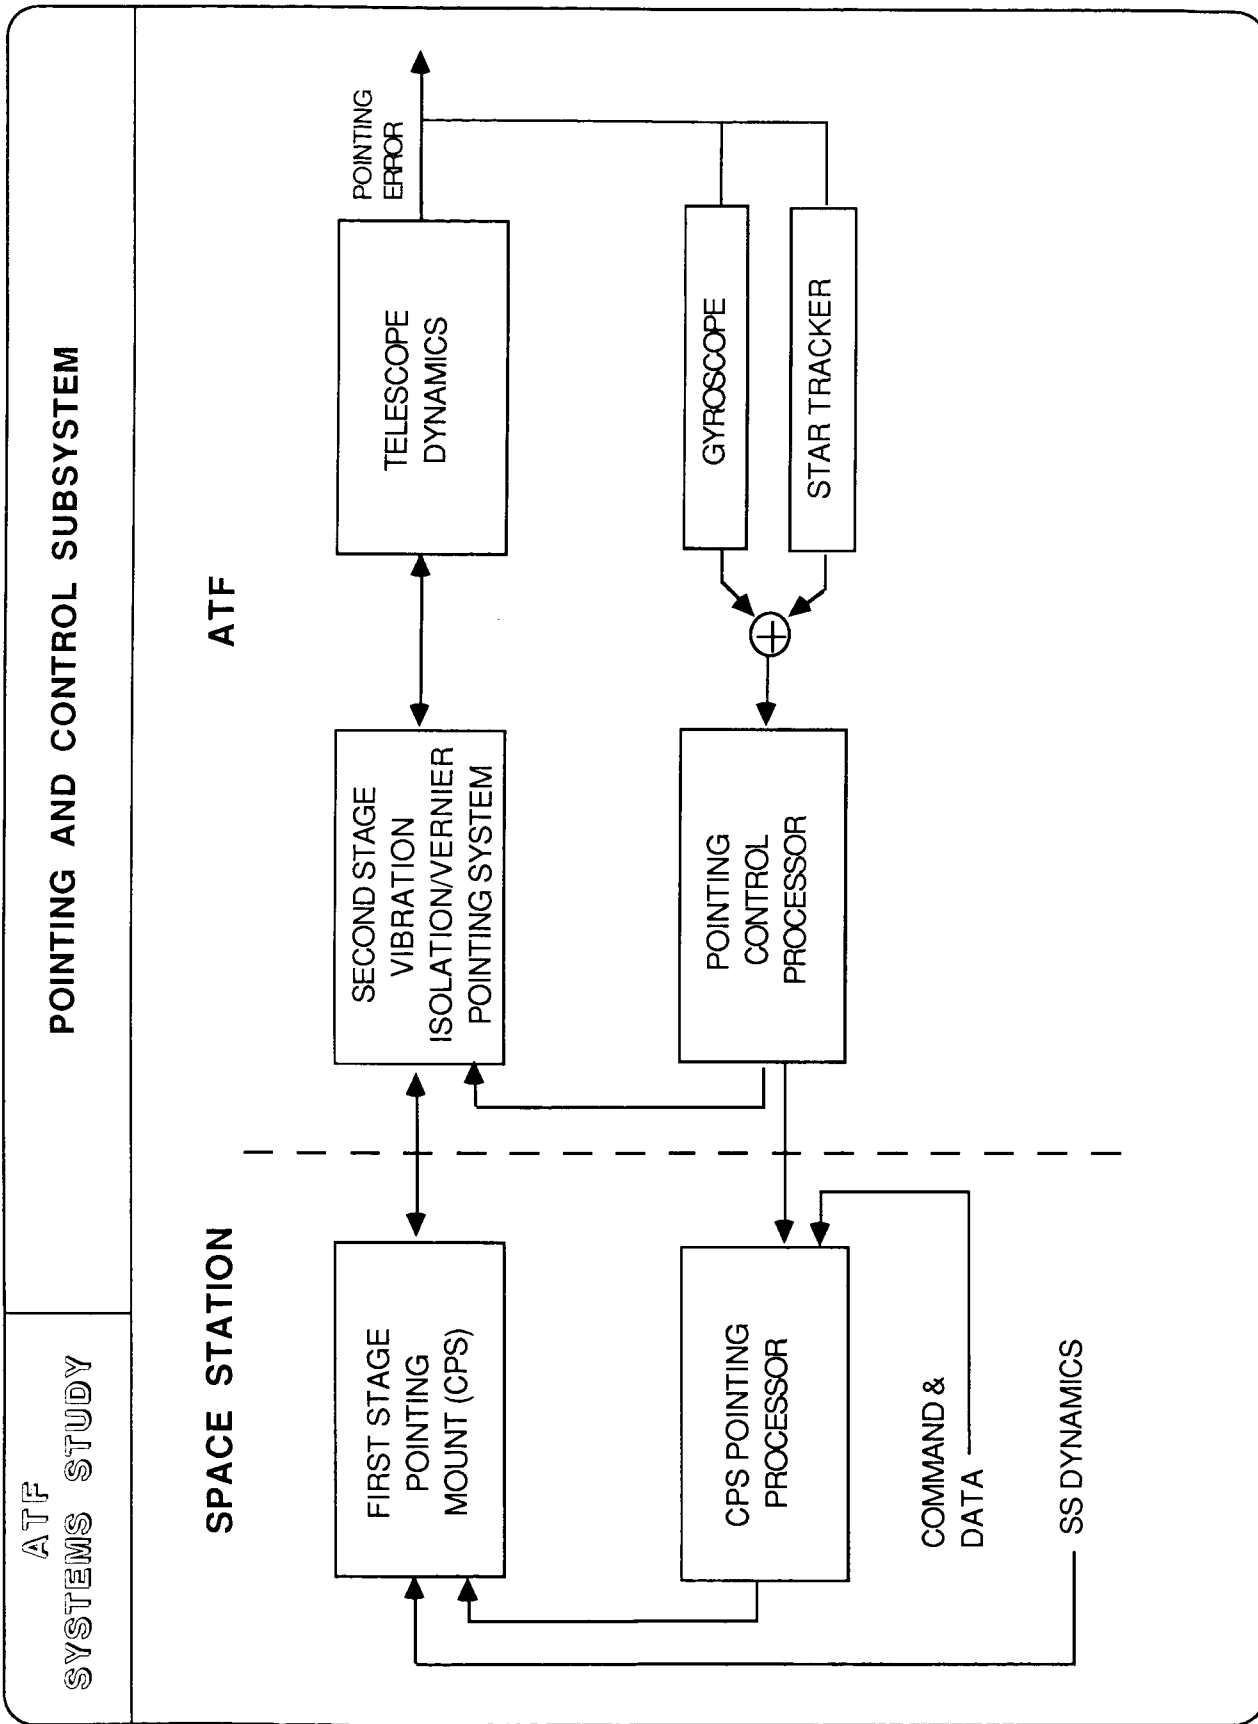 ATF
SYSTEMS STUDY
POINTING AND CONTROL SUBSYSTEM
SPACE STATION
ATF
FIRST STAGE
POINTING
MOUNT (CPS)
SECOND STAGE
VIBRATION
ISOLATION/VERNIER
POINTING SYSTEM
TELESCOPE
DYNAMICS
POINTING
ERROR
CPS POINTING
PROCESSOR
POINTING
CONTROL
PROCESSOR
GYROSCOPE
STAR TRACKER
COMMAND &
DATA
SS DYNAMICS